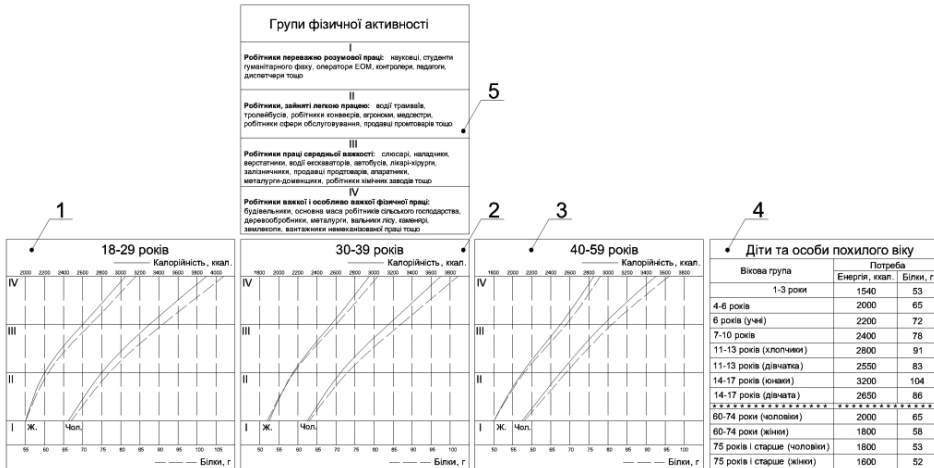 Групи фізичної активності
I
Робітники переважно розумової праці: науковці, студенти
гуманітарного фаху, оператори ЕОМ, контролери, педагоги,
диспетчери тощо
II
Робітники, зайняті легкою працею: водії трамваїв,
тролейбусів, робітники конвеєрів, агрономи, медсестри,
робітники сфери обслуговування, продавці промтоварів тощо
III
Робітники праці середньої важкості: слюсарі, наладчики,
верстатники, водії екскаваторів, автобусів, лікарі-хірурги,
залізничники, продавці продтоварів, апаратники,
металурги-доменщики, робітники хімічних заводів тощо
IV
Робітники важкої і особливо важкої фізичної праці:
будівельники, основна маса робітників сільського господарства,
деревообробники, металурги, вальники лісу, каменярі,
землекопи, вантажники немеханізованої праці тощо
5
1
18-29 років
Калорійність, ккал.
2000 2200 2400 2600 2800 3000 3200 3400 3600 3800 4000
IV
III
II
I
Ж. Чол.
55 60 65 70 75 80 85 90 95 100 105
Білки, г
2
30-39 років
Калорійність, ккал.
1800 2000 2200 2400 2600 2800 3000 3200 3400 3600 3800
IV
III
II
I
Ж. Чол.
50 55 60 65 70 75 80 85 90 95 100
Білки, г
3
40-59 років
Калорійність, ккал.
1600 1800 2000 2200 2400 2600 2800 3000 3200 3400 3600
IV
III
II
I
Ж. Чол.
50 55 60 65 70 75 80 85 90 95 100
Білки, г
4
Діти та особи похилого віку
Вікова група Потреба
Енергія, ккал. Білки, г
1-3 роки 1540 53
4-6 років 2000 65
6 років (учні) 2200 72
7-10 років 2400 78
11-13 років (хлопчики) 2800 91
11-13 років (дівчатка) 2550 83
14-17 років (юнаки) 3200 104
14-17 років (дівчата) 2650 86
60-74 роки (чоловіки) 2000 65
60-74 роки (жінки) 1800 58
75 років і старше (чоловіки) 1800 53
75 років і старше (жінки) 1600 52